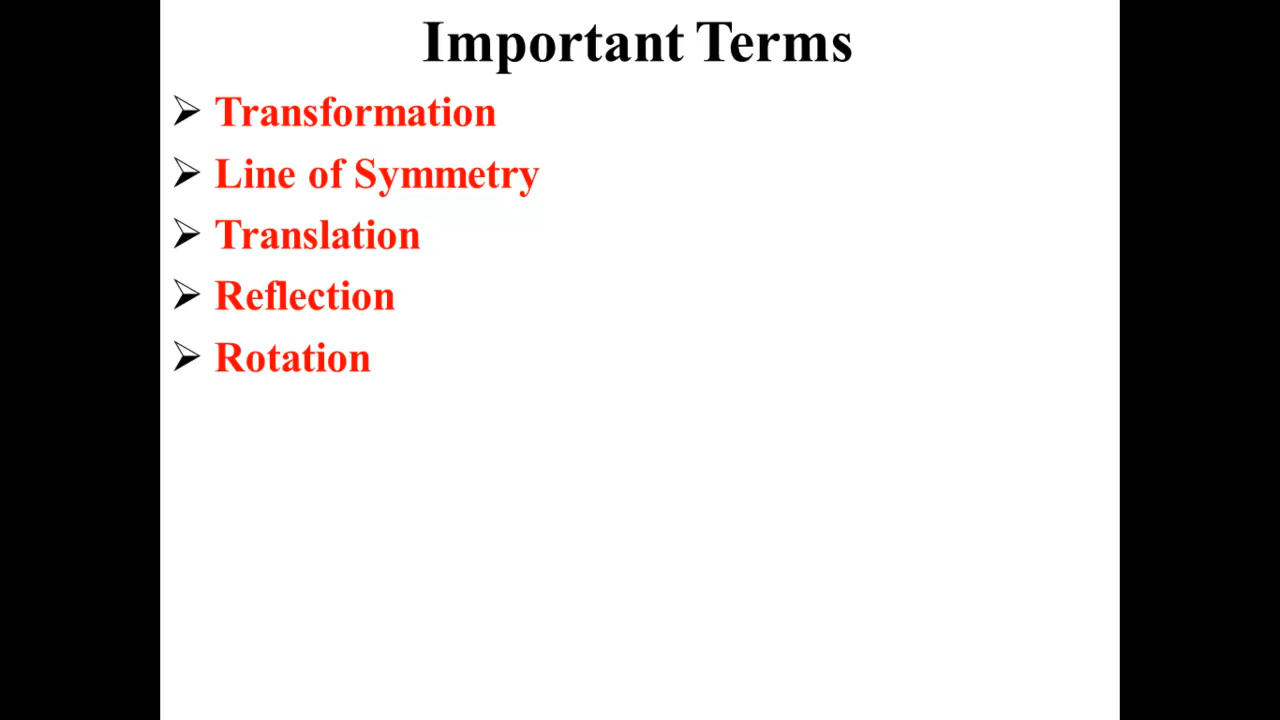 Important Terms
Transformation
Line of Symmetry
Translation
Reflection
Rotation